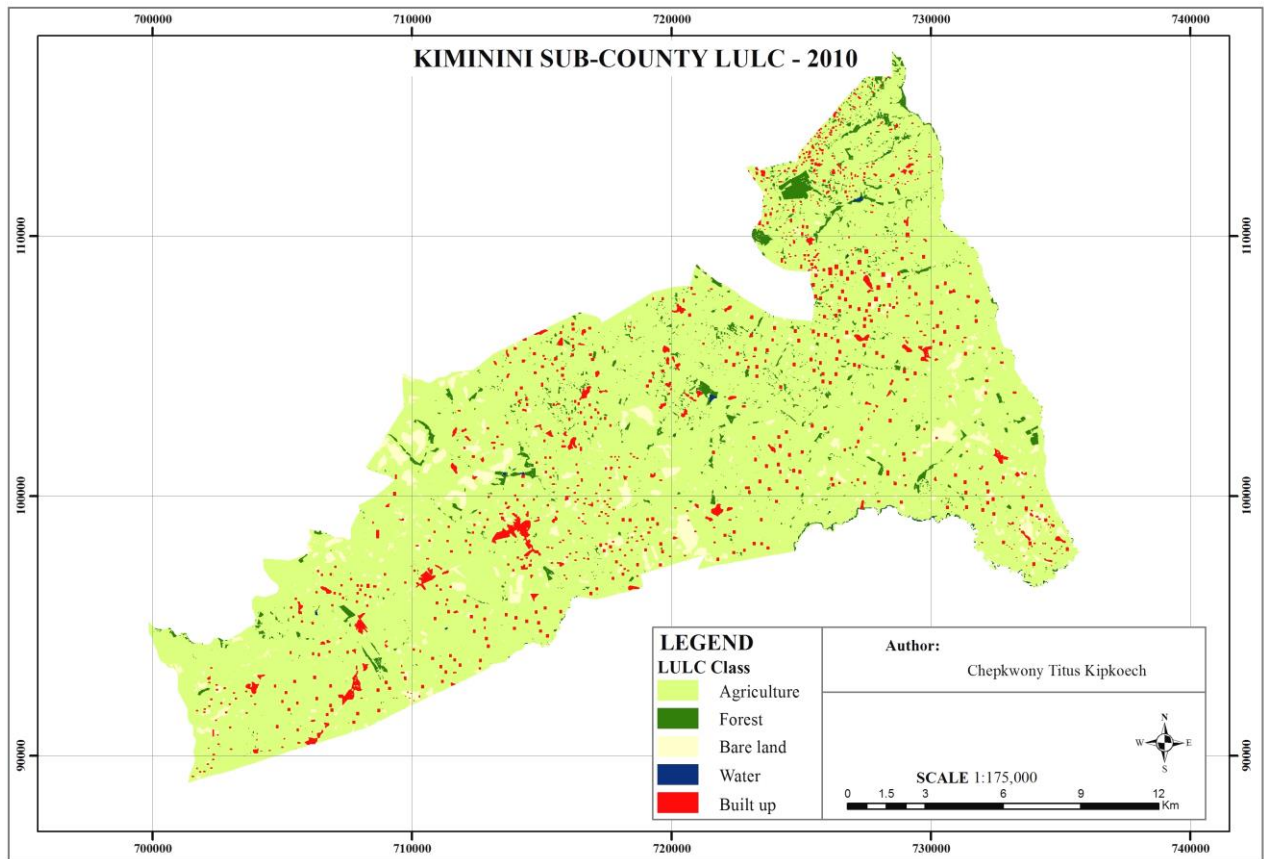 700000 710000 720000 730000 740000
KIMININI SUB-COUNTY LULC - 2010
110000 110000
100000 100000
90000 90000
LEGEND
LULC Class
Agriculture
Forest
Bare land
Water
Built up
Author:
Chepkwony Titus Kipkoech
N
W E
S
SCALE 1:175,000
0 1.5 3 6 9 12
Km
700000 710000 720000 730000 740000